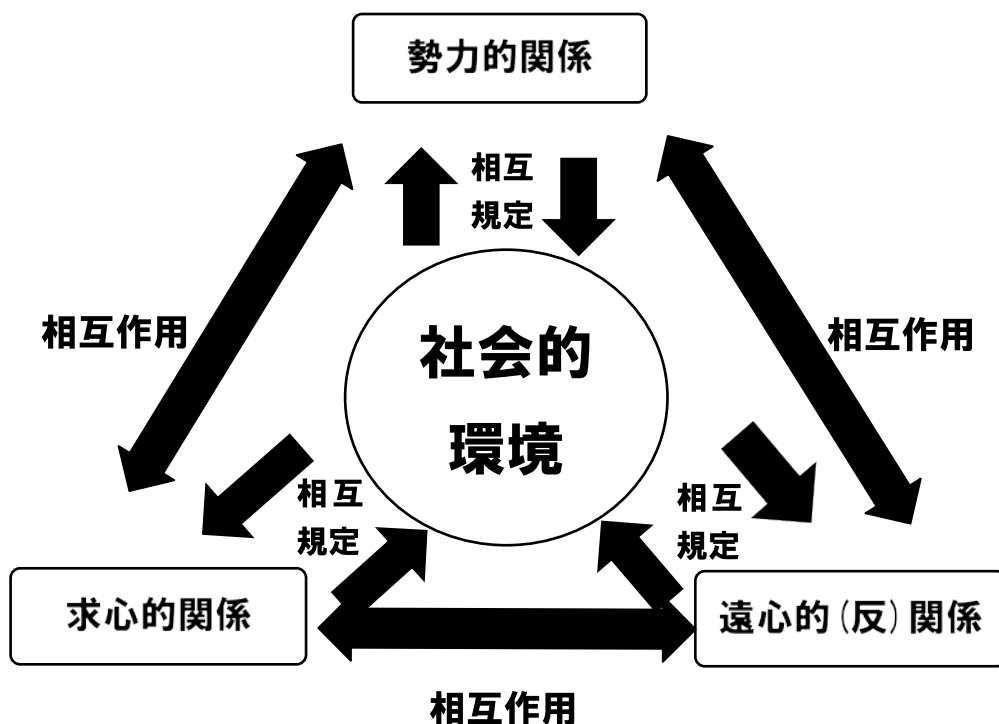 勢力的関係
相互
規定
相互作用
相互作用
社会的
環境
相互
規定
相互
規定
求心的関係
遠心的(反)関係
相互作用